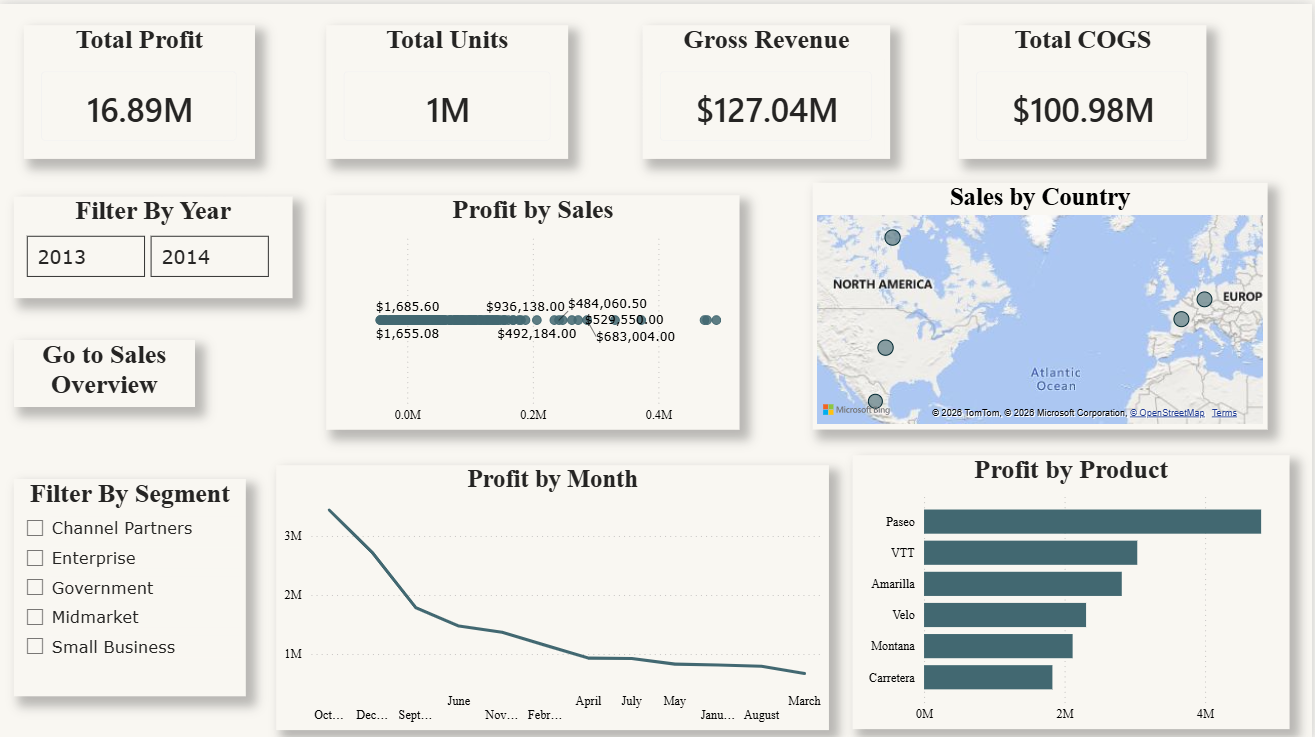 Total Profit
16.89M
Total Units
1M
Gross Revenue
$127.04M
Total COGS
$100.98M
Filter By Year
2013
2014
Profit by Sales
$1,685.60
$936,138.00
$484,060.50
$529,550.00
$1,655.08
$492,184.00
$683,004.00
0.0M
0.2M
0.4M
Sales by Country
NORTH AMERICA
EUROP
Atlantic
Ocean
Microsoft Bing
© 2026 TomTom, © 2026 Microsoft Corporation, © OpenStreetMap Terms
Go to Sales
Overview
Filter By Segment
Channel Partners
Enterprise
Government
Midmarket
Small Business
Profit by Month
3M
2M
1M
Oct...
Dec...
Sept...
June
Nov...
Febr...
April
July
May
Janu...
August
March
Profit by Product
Paseo
VTT
Amarilla
Velo
Montana
Carretera
0M
2M
4M